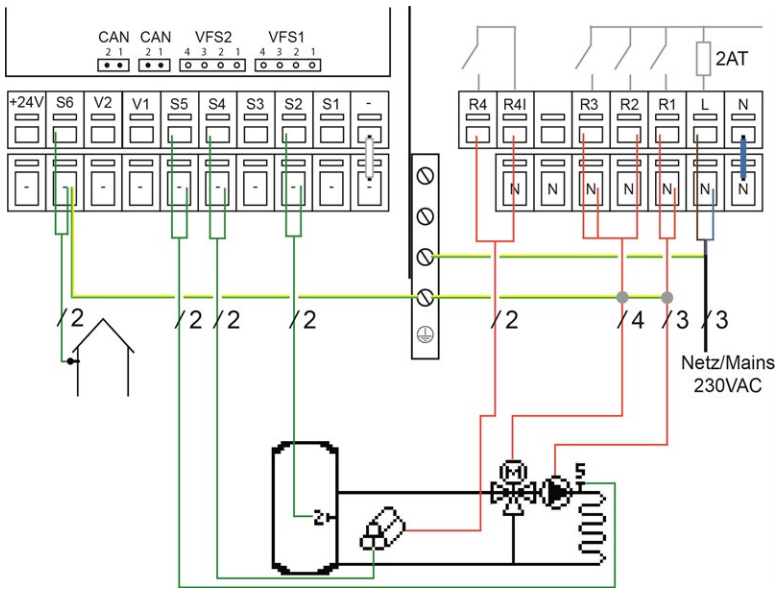 CAN CAN VFS2 VFS1
2 1 2 1 4 3 2 1 4 3 2 1
2AT
+24V S6 V2 V1 S5 S4 S3 S2 S1 - R4 R4I R3 R2 R1 L N
- - - - - - - - - - N N N N N N N
/2 /2 /2 /2 /2 /4 /3 /3
Netz/Mains
230VAC
M
S
2